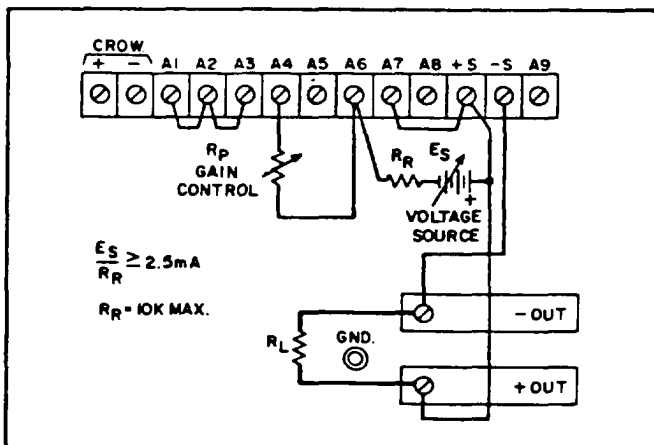 CROW.
+ - A1 A2 A3 A4 A5 A6 A7 A8 +S -S A9
RP
GAIN
CONTROL
RR
ES
+
VOLTAGE
SOURCE
ES/RR ≥ 2.5mA
RR = 10K MAX.
RL
GND.
- OUT
+ OUT